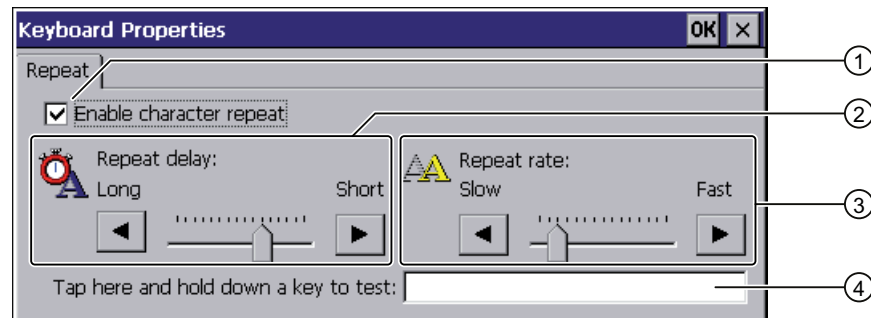 Keyboard Properties OK ×
Repeat
1
Enable character repeat
2
Repeat delay: Repeat rate:
Long Short Slow Fast
3
Tap here and hold down a key to test:
4